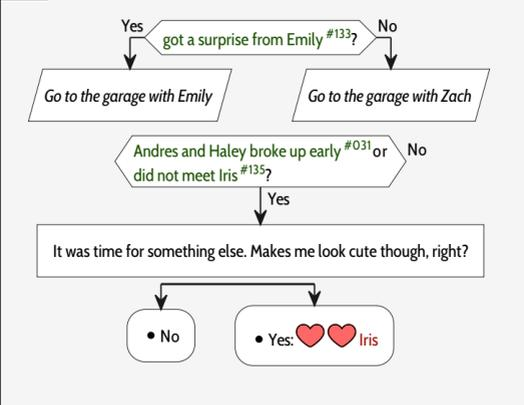 Yes
No
got a surprise from Emily #133?
Go to the garage with Emily
Go to the garage with Zach
Andres and Haley broke up early #031 or
did not meet Iris #135?
No
Yes
It was time for something else. Makes me look cute though, right?
• No
• Yes: Iris